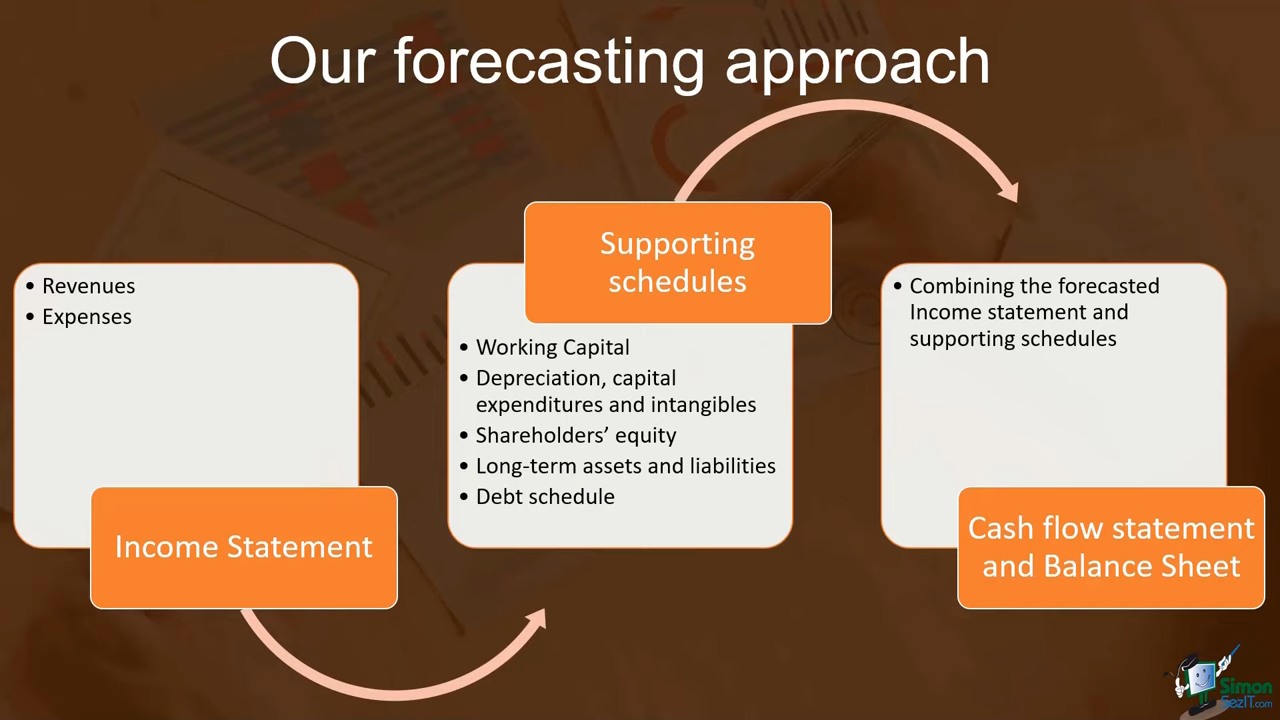 Our forecasting approach
• Revenues
• Expenses
Income Statement
Supporting
schedules
• Working Capital
• Depreciation, capital
expenditures and intangibles
• Shareholders’ equity
• Long-term assets and liabilities
• Debt schedule
• Combining the forecasted
Income statement and
supporting schedules
Cash flow statement
and Balance Sheet
Simon
SezIT.com